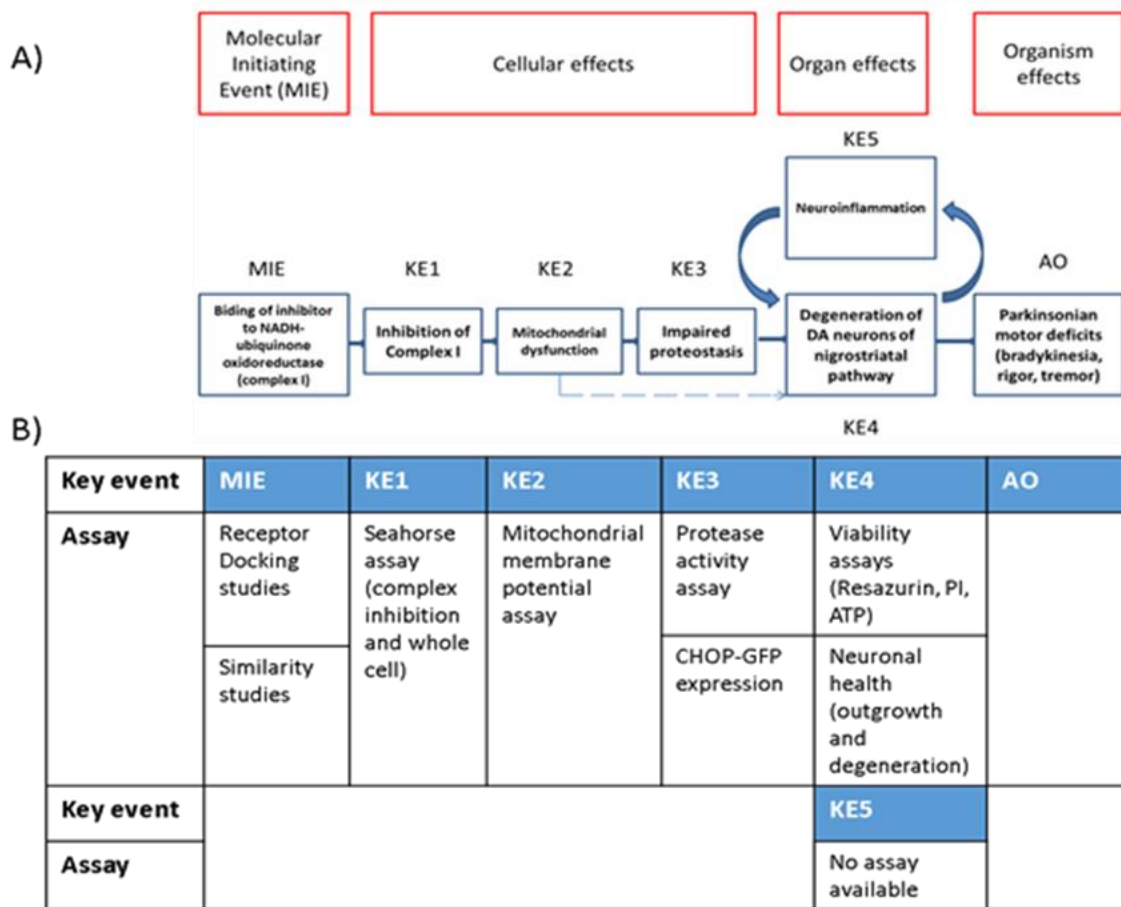 A)
Molecular
Initiating
Event (MIE)
Cellular effects
Organ effects
Organism
effects
KE5
Neuroinflammation
MIE
KE1
KE2
KE3
AO
Biding of inhibitor
to NADH-
ubiquinone
oxidoreductase
(complex I)
Inhibition of
Complex I
Mitochondrial
dysfunction
Impaired
proteostasis
Degeneration of
DA neurons of
nigrostriatal
pathway
Parkinsonian
motor deficits
(bradykinesia,
rigor, tremor)
KE4
B)
Key event
MIE
KE1
KE2
KE3
KE4
AO
Assay
Receptor
Docking
studies
Similarity
studies
Seahorse
assay
(complex
inhibition
and whole
cell)
Mitochondrial
membrane
potential
assay
Protease
activity
assay
CHOP-GFP
expression
Viability
assays
(Resazurin, PI,
ATP)
Neuronal
health
(outgrowth
and
degeneration)
Key event
KE5
Assay
No assay
available